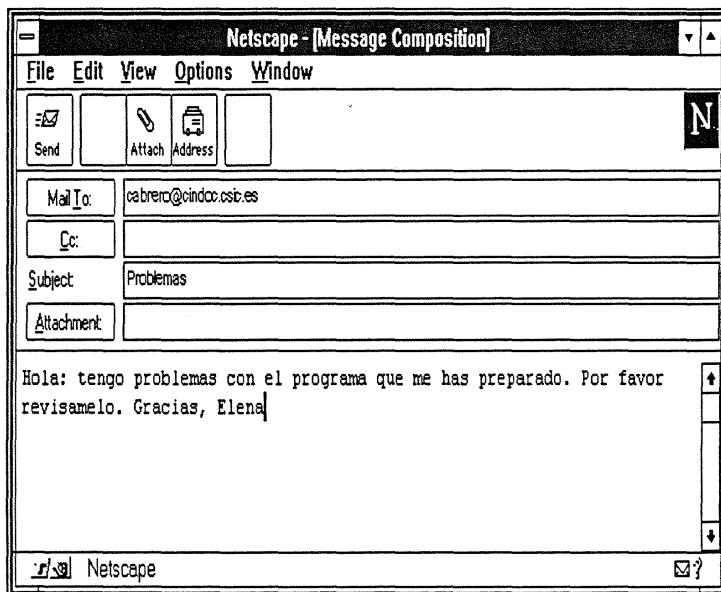 Netscape - [Message Composition]
File Edit View Options Window
N
Send Attach Address
Mail To: cabrero@cindoc.csic.es
Cc:
Subject: Problemas
Attachment:
Hola: tengo problemas con el programa que me has preparado. Por favor
revisamelo. Gracias, Elena
Netscape
?